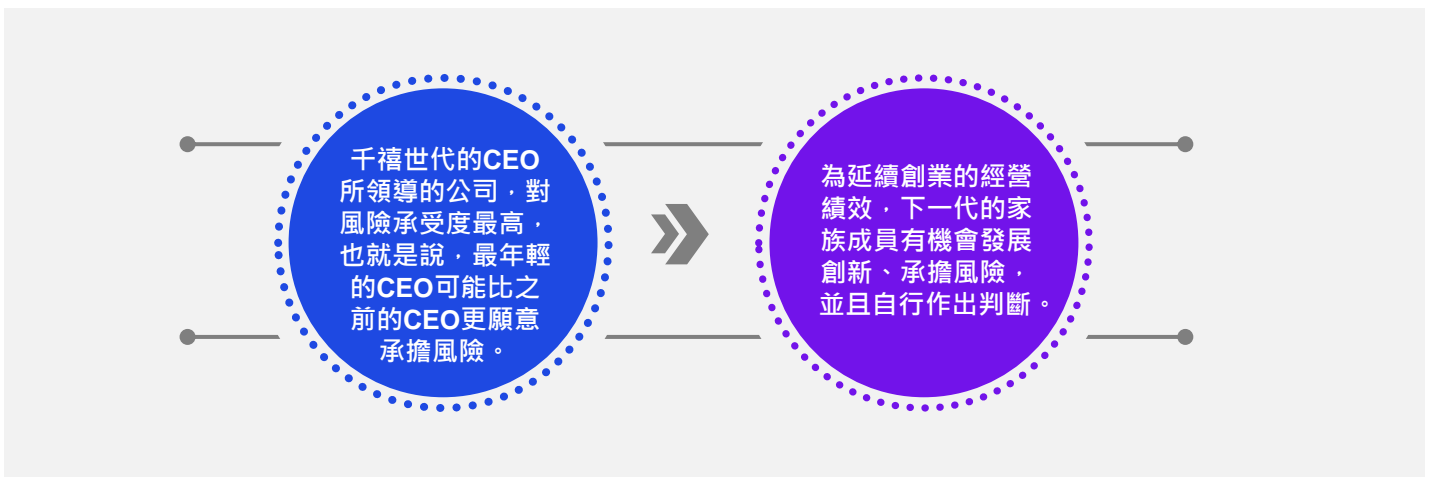 千禧世代的CEO
所領導的公司，對
風險承受度最高，
也就是說，最年輕
的CEO可能比之
前的CEO更願意
承擔風險。
為延續創業的經營
績效，下一代的家
族成員有機會發展
創新、承擔風險，
並且自行作出判斷。